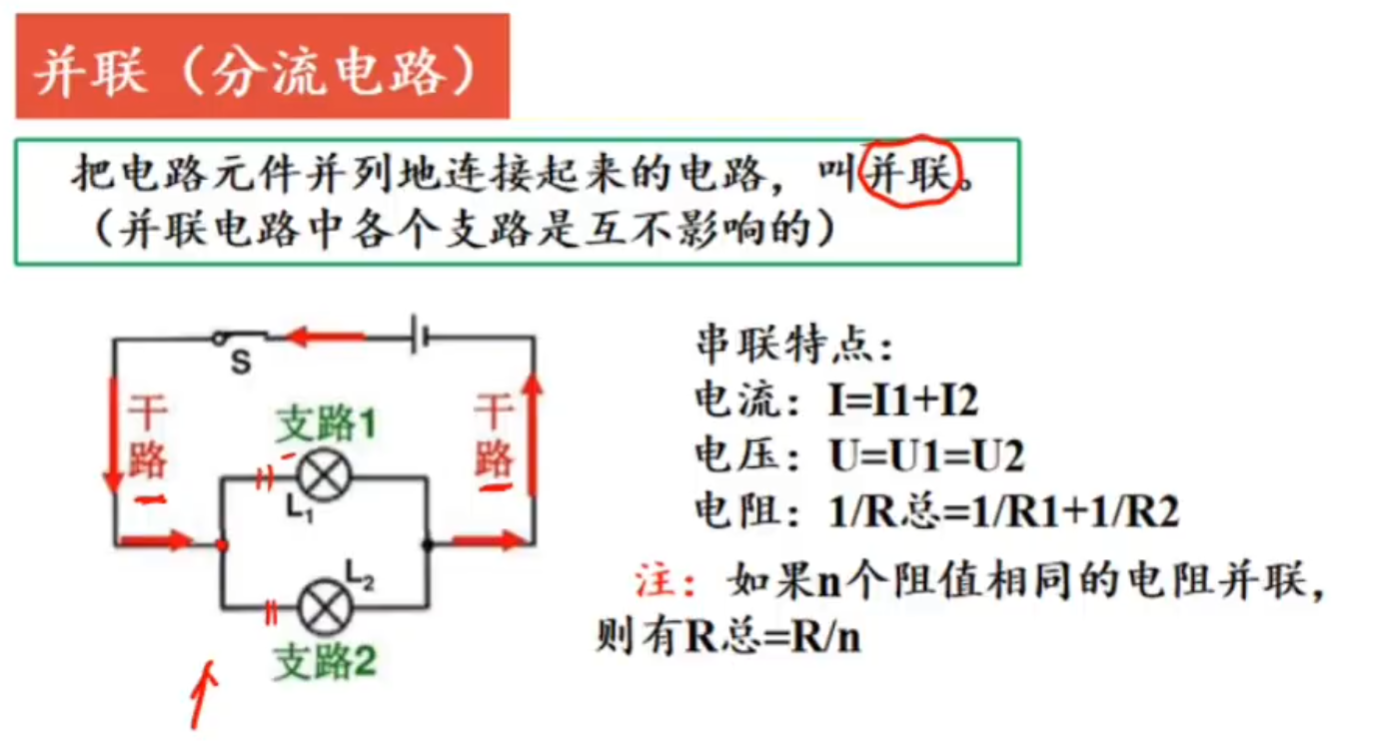 并联（分流电路）
把电路元件并列地连接起来的电路，叫并联。
（并联电路中各个支路是互不影响的）
S
干路
支路1
干路
L₁
L₂
支路2
串联特点：
电流：I=I1+I2
电压：U=U1=U2
电阻：1/R总=1/R1+1/R2
注：如果n个阻值相同的电阻并联，
则有R总=R/n